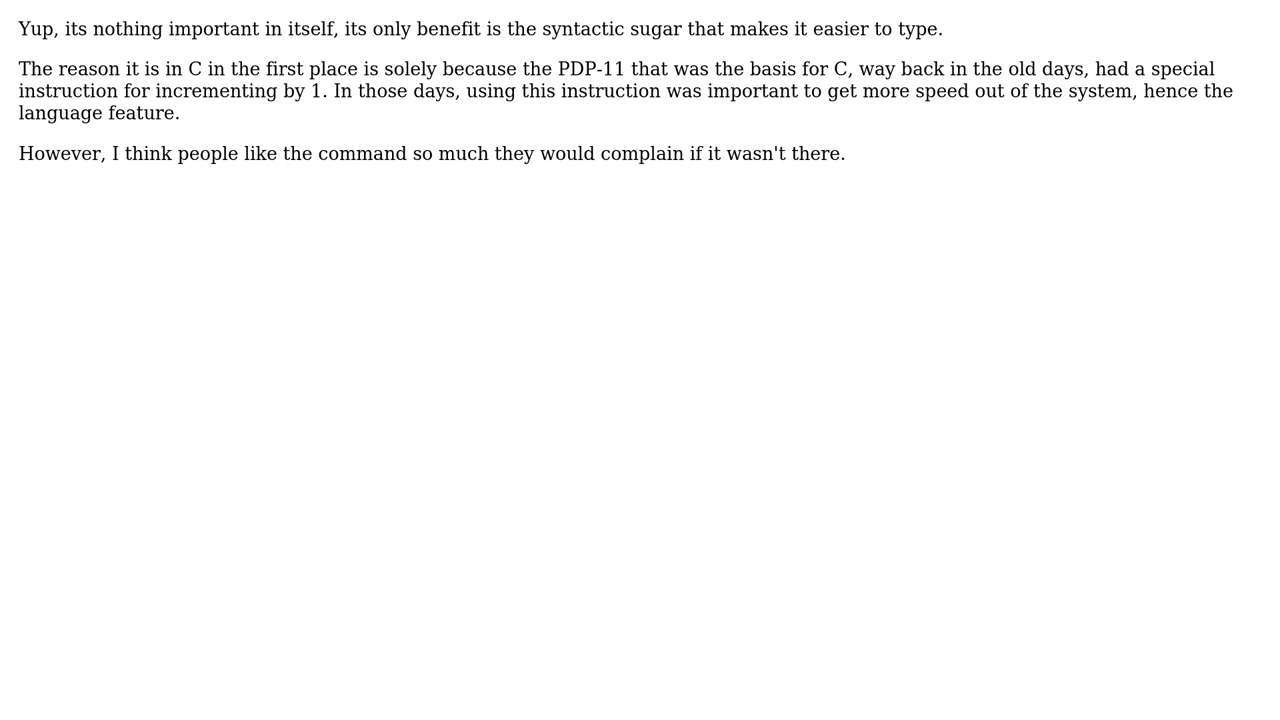 Yup, its nothing important in itself, its only benefit is the syntactic sugar that makes it easier to type.
The reason it is in C in the first place is solely because the PDP-11 that was the basis for C, way back in the old days, had a special
instruction for incrementing by 1. In those days, using this instruction was important to get more speed out of the system, hence the
language feature.
However, I think people like the command so much they would complain if it wasn't there.